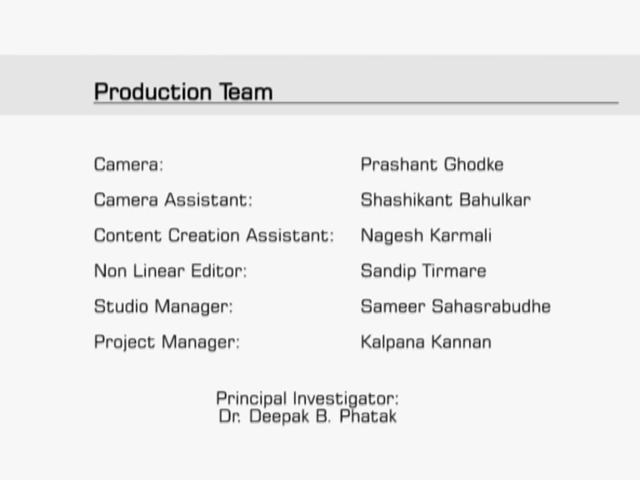 Production Team
Camera: Prashant Ghodke
Camera Assistant: Shashikant Bahulkar
Content Creation Assistant: Nagesh Karmali
Non Linear Editor: Sandip Tirmare
Studio Manager: Sameer Sahasrabudhe
Project Manager: Kalpana Kannan
Principal Investigator:
Dr. Deepak B. Phatak